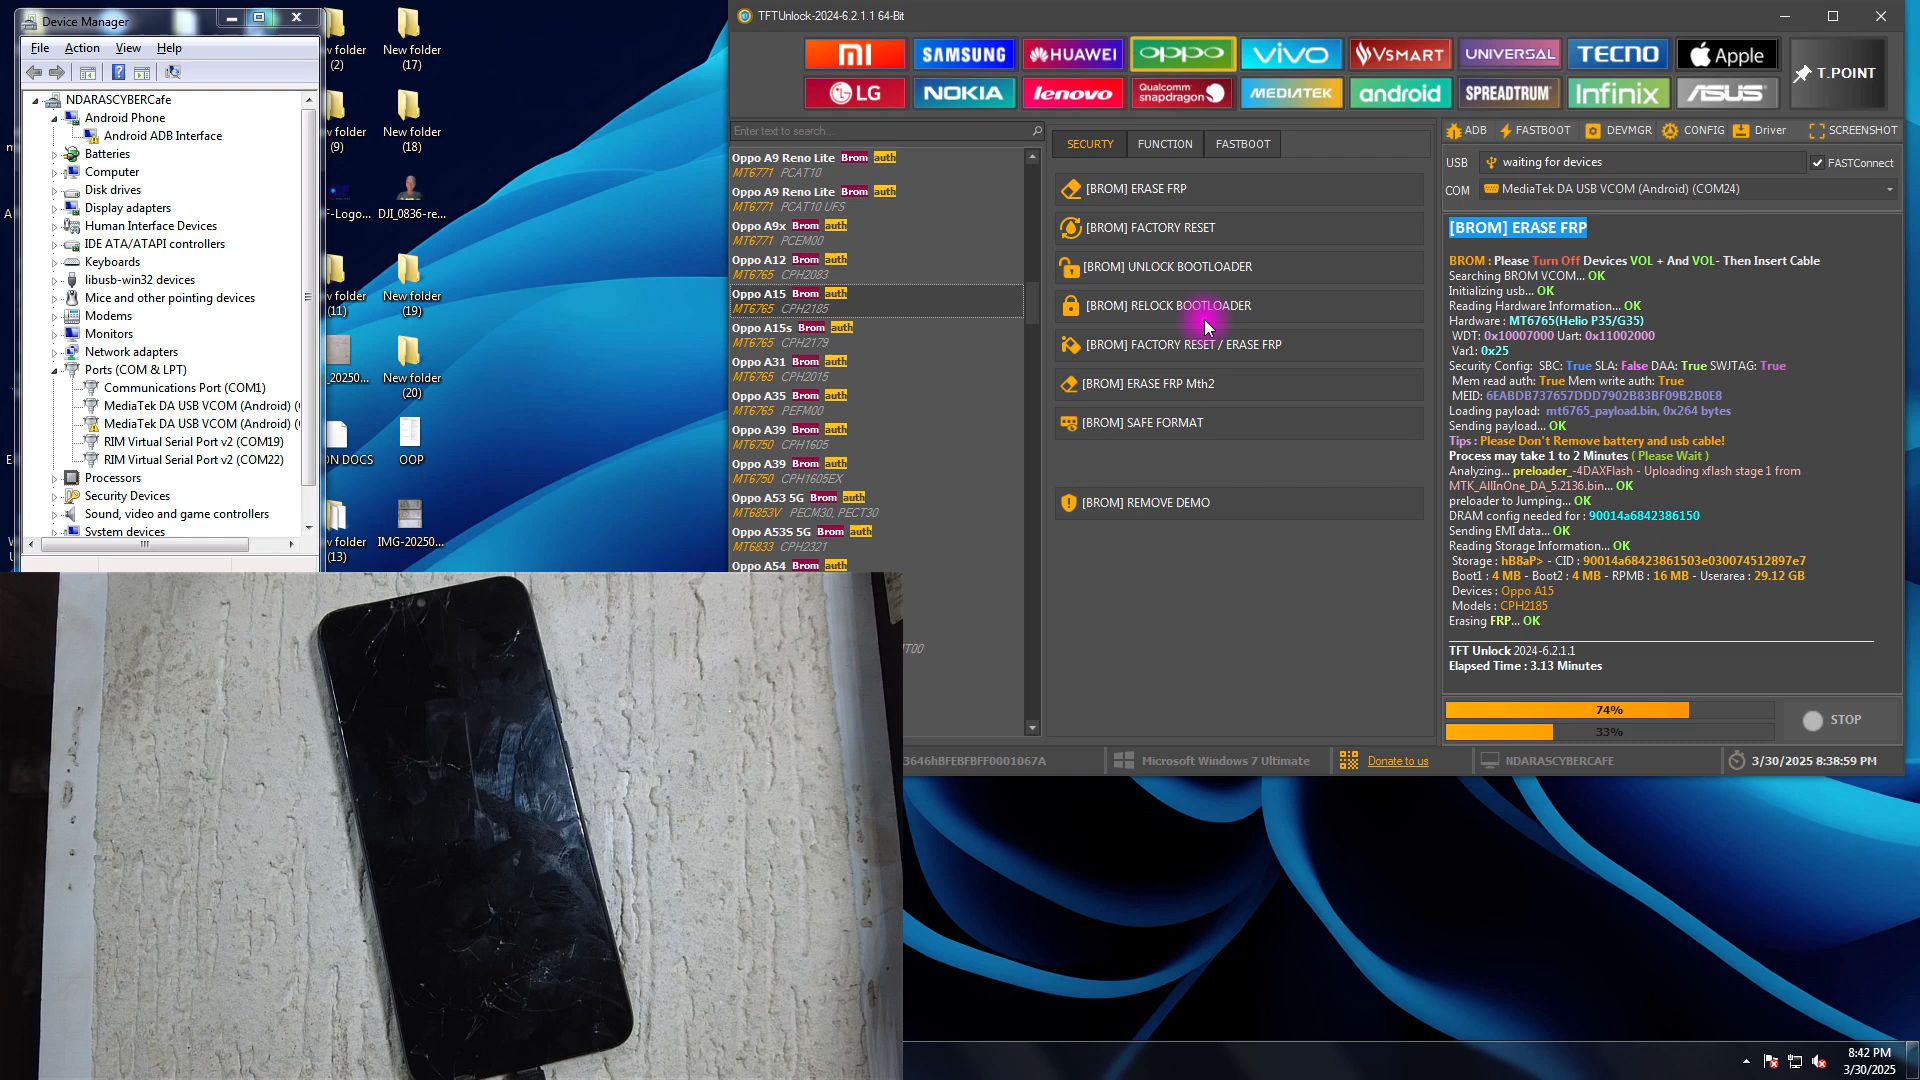 Device Manager
File Action View Help
NDARASCYBERCafe
Android Phone
Android ADB Interface
Batteries
Computer
Disk drives
Display adapters
Human Interface Devices
IDE ATA/ATAPI controllers
Keyboards
libusb-win32 devices
Mice and other pointing devices
Modems
Monitors
Network adapters
Ports (COM & LPT)
Communications Port (COM1)
MediaTek DA USB VCOM (Android) (
MediaTek DA USB VCOM (Android) (
RIM Virtual Serial Port v2 (COM19)
RIM Virtual Serial Port v2 (COM22)
Processors
Security Devices
Sound, video and game controllers
System devices
w folder
(2)
New folder
(17)
w folder
(9)
New folder
(18)
F-Logo...
DJI_0836-re...
w folder
(11)
New folder
(19)
_20250...
New folder
(20)
ON DOCS
OOP
w folder
(13)
IMG-20250...
TFTUnlock-2024-6.2.1.1 64-Bit
MI SAMSUNG HUAWEI OPPO VIVO VSMART UNIVERSAL TECNO Apple
T.POINT
LG NOKIA lenovo Qualcomm snapdragon MEDIATEK android SPREADTRUM Infinix ASUS
Enter text to search...
Oppo A9 Reno Lite Brom auth
MT6771 PCAT10
Oppo A9 Reno Lite Brom auth
MT6771 PCAT10 UFS
Oppo A9x Brom auth
MT6771 PCEM00
Oppo A12 Brom auth
MT6765 CPH2083
Oppo A15 Brom auth
MT6765 CPH2185
Oppo A15s Brom auth
MT6765 CPH2179
Oppo A31 Brom auth
MT6765 CPH2015
Oppo A35 Brom auth
MT6765 PEFM00
Oppo A39 Brom auth
MT6750 CPH1605
Oppo A39 Brom auth
MT6750 CPH1605EX
Oppo A53 5G Brom auth
MT6853V PECM30, PECT30
Oppo A53S 5G Brom auth
MT6833 CPH2321
Oppo A54 Brom auth
IT00
SECURTY FUNCTION FASTBOOT
[BROM] ERASE FRP
[BROM] FACTORY RESET
[BROM] UNLOCK BOOTLOADER
[BROM] RELOCK BOOTLOADER
[BROM] FACTORY RESET / ERASE FRP
[BROM] ERASE FRP Mth2
[BROM] SAFE FORMAT
[BROM] REMOVE DEMO
ADB FASTBOOT DEVMGR CONFIG Driver SCREENSHOT
USB waiting for devices FASTConnect
COM MediaTek DA USB VCOM (Android) (COM24)
[BROM] ERASE FRP
BROM : Please Turn Off Devices VOL + And VOL- Then Insert Cable
Searching BROM VCOM... OK
Initializing usb... OK
Reading Hardware Information... OK
Hardware : MT6765(Helio P35/G35)
WDT: 0x10007000 Uart: 0x11002000
Var1: 0x25
Security Config: SBC: True SLA: False DAA: True SWJTAG: True
Mem read auth: True Mem write auth: True
MEID: 6EABDB737657DDD7902B83BF09B2B0E8
Loading payload: mt6765_payload.bin, 0x264 bytes
Sending payload... OK
Tips : Please Don't Remove battery and usb cable!
Process may take 1 to 2 Minutes ( Please Wait )
Analyzing... preloader_-4DAXFlash - Uploading xflash stage 1 from
MTK_AllInOne_DA_5.2136.bin... OK
preloader to Jumping... OK
DRAM config needed for : 90014a6842386150
Sending EMI data... OK
Reading Storage Information... OK
Storage : hB8aP> - CID : 90014a68423861503e030074512897e7
Boot1 : 4 MB - Boot2 : 4 MB - RPMB : 16 MB - Userarea : 29.12 GB
Devices : Oppo A15
Models : CPH2185
Erasing FRP... OK
TFT Unlock 2024-6.2.1.1
Elapsed Time : 3.13 Minutes
74%
33%
STOP
3646hBFEBFBFF0001067A Microsoft Windows 7 Ultimate Donate to us NDARASCYBERCAFE 3/30/2025 8:38:59 PM
8:42 PM
3/30/2025